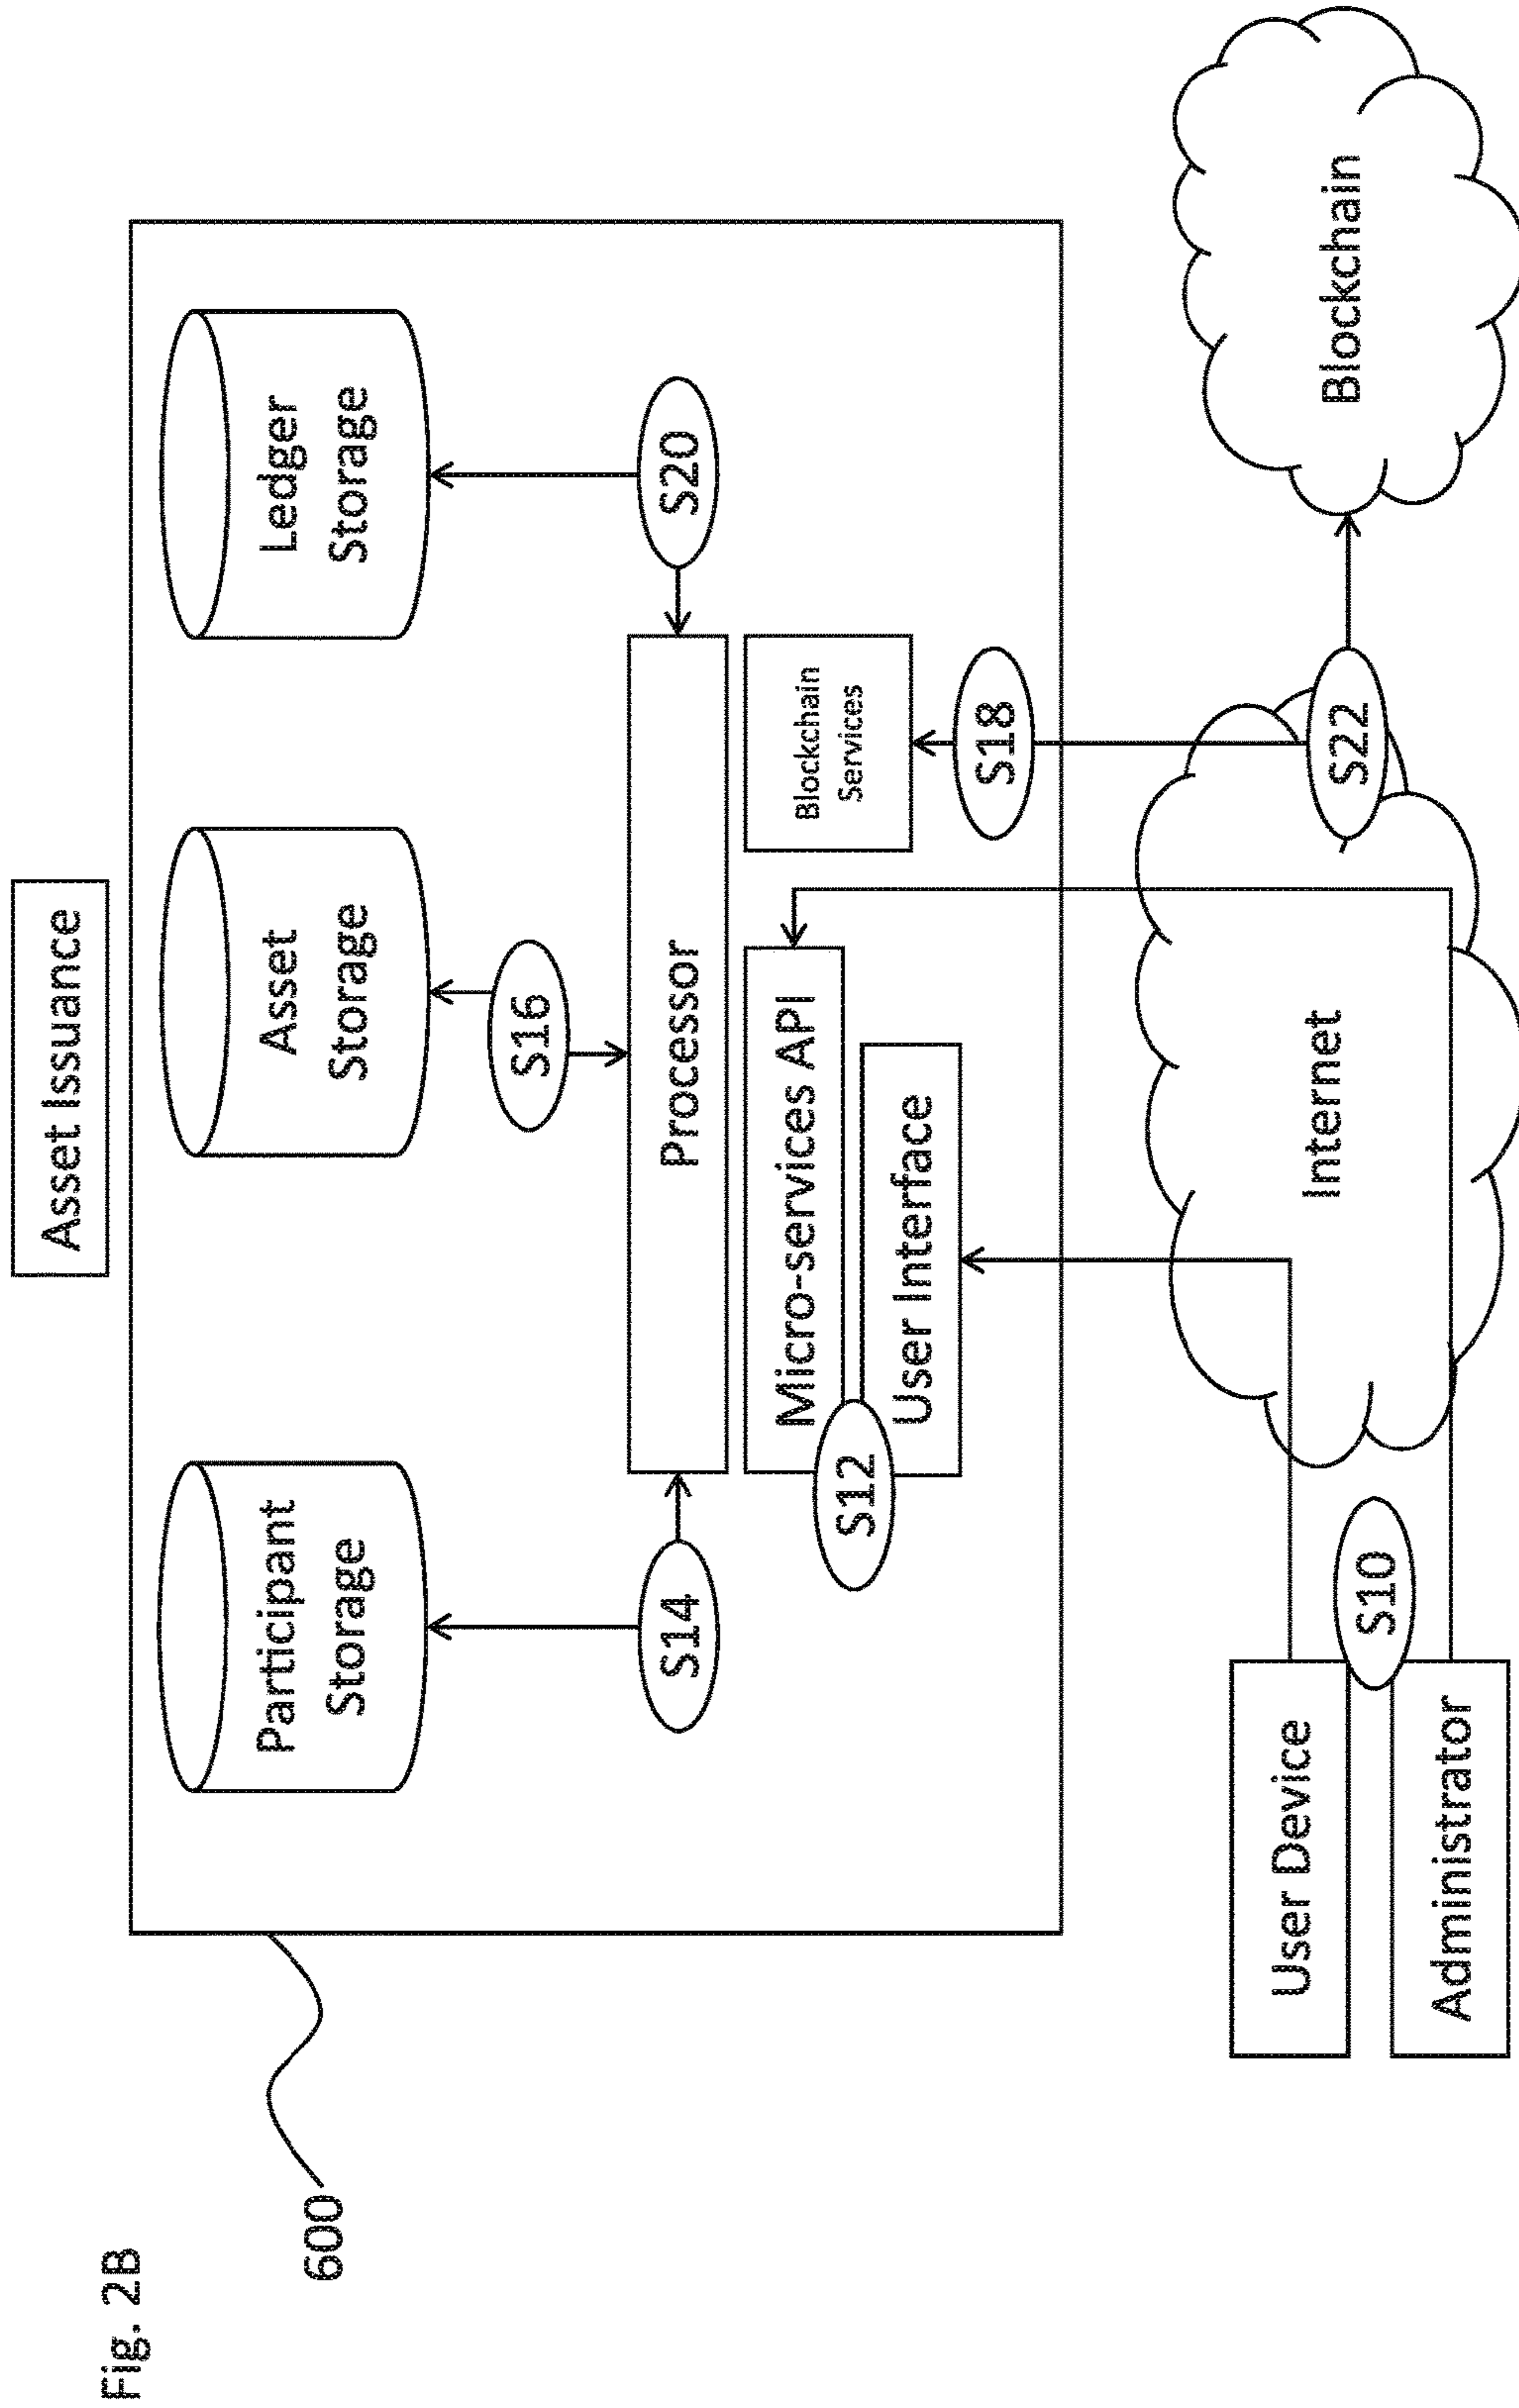 Fig. 2B
Asset Issuance
600
Participant
Storage
Asset
Storage
Ledger
Storage
S16
S14
Processor
S20
Micro-services API
S12
User Interface
Blockchain
Services
S18
User Device
S10
Administrator
Internet
S22
Blockchain